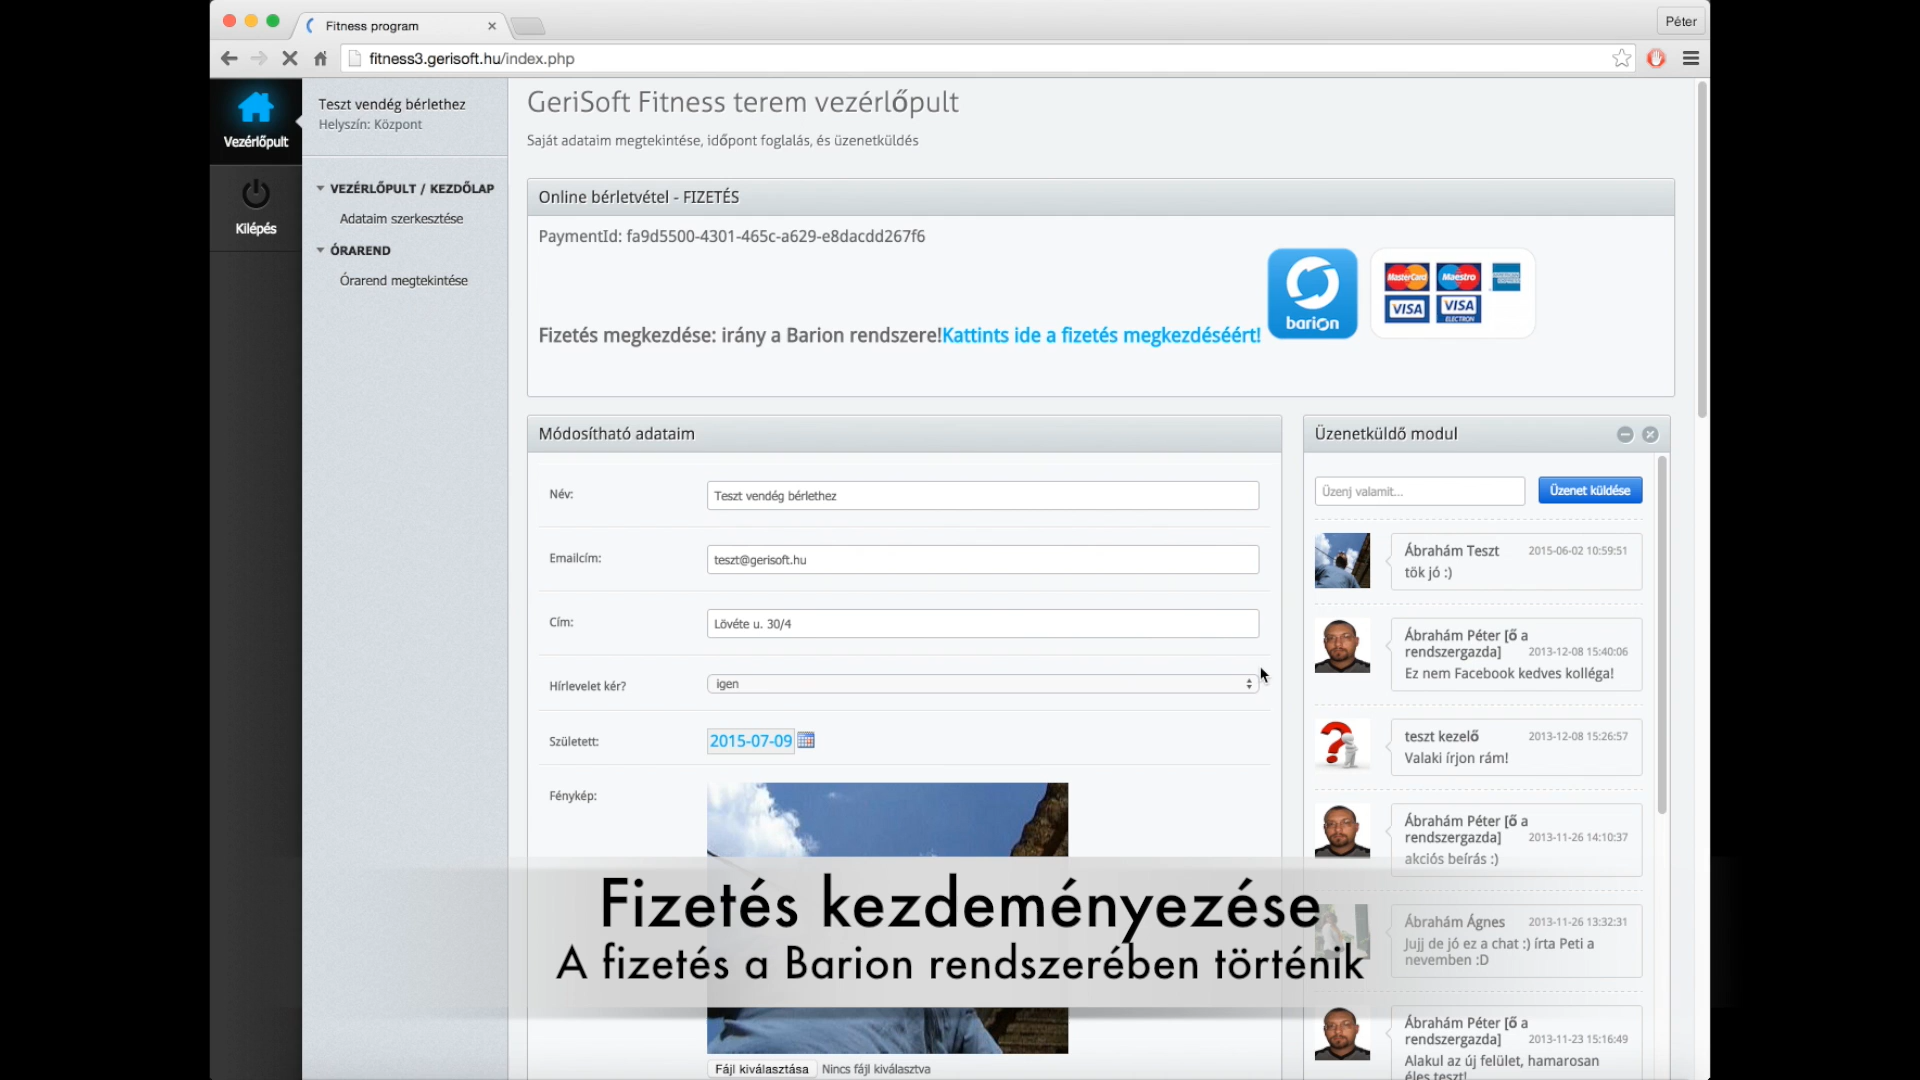 Fitness program
Péter
fitness3.gerisoft.hu/index.php
Vezérlőpult
Kilépés
Teszt vendég bérlethez
Helyszín: Központ
VEZÉRLŐPULT / KEZDŐLAP
Adataim szerkesztése
ÓRAREND
Órarend megtekintése
GeriSoft Fitness terem vezérlőpult
Saját adataim megtekintése, időpont foglalás, és üzenetküldés
Online bérletvétel - FIZETÉS
PaymentId: fa9d5500-4301-465c-a629-e8dacdd267f6
Fizetés megkezdése: irány a Barion rendszere!Kattints ide a fizetés megkezdéséért!
barion
MasterCard Maestro
VISA VISA
ELECTRON
Módosítható adataim
Név: Teszt vendég bérlethez
Emailcím: teszt@gerisoft.hu
Cím: Lövéte u. 30/4
Hírlevelet kér? igen
Született: 2015-07-09
Fénykép:
Fájl kiválasztása Nincs fájl kiválasztva
Üzenetküldő modul
Üzenj valamit... Üzenet küldése
Ábrahám Teszt 2015-06-02 10:59:51
tök jó :)
Ábrahám Péter [ő a
rendszergazda] 2013-12-08 15:40:06
Ez nem Facebook kedves kolléga!
teszt kezelő 2013-12-08 15:26:57
Valaki írjon rám!
Ábrahám Péter [ő a
rendszergazda] 2013-11-26 14:10:37
akciós beírás :)
Ábrahám Ágnes 2013-11-26 13:32:31
Jujj de jó ez a chat :) írta Peti a
nevemben :D
Ábrahám Péter [ő a
rendszergazda] 2013-11-23 15:16:49
Alakul az új felület, hamarosan
éles teszt!
Fizetés kezdeményezése
A fizetés a Barion rendszerében történik